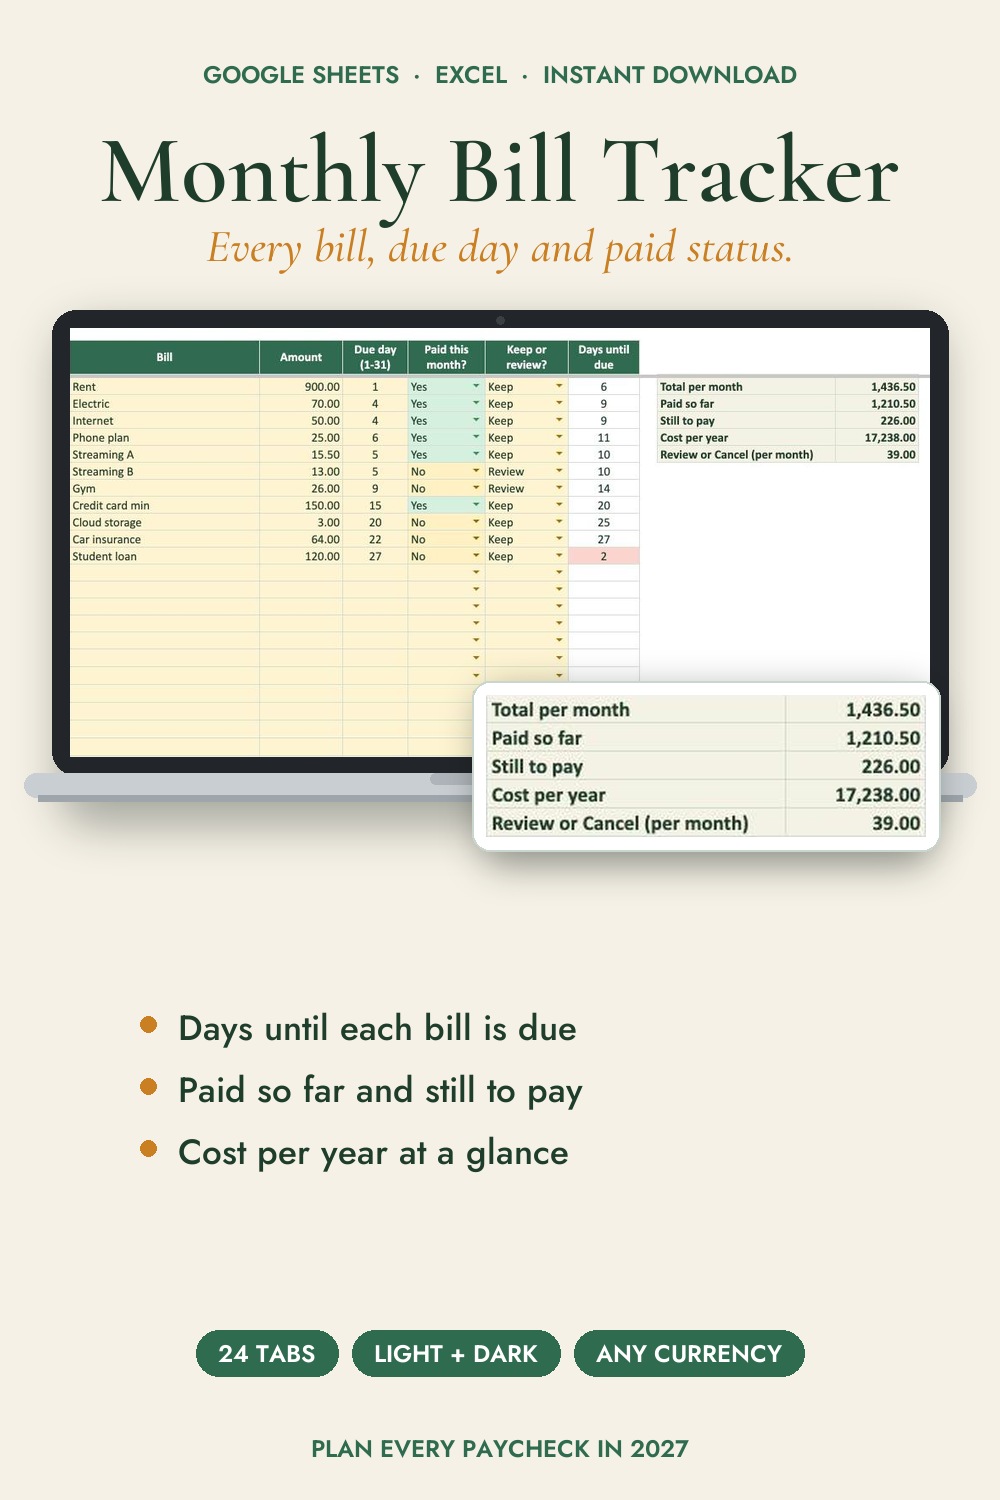 GOOGLE SHEETS · EXCEL · INSTANT DOWNLOAD
Monthly Bill Tracker
Every bill, due day and paid status.
Bill Amount Due day (1-31) Paid this month? Keep or review? Days until due
Rent 900.00 1 Yes Keep 6
Electric 70.00 4 Yes Keep 9
Internet 50.00 4 Yes Keep 9
Phone plan 25.00 6 Yes Keep 11
Streaming A 15.50 5 Yes Keep 10
Streaming B 13.00 5 No Review 10
Gym 26.00 9 No Review 14
Credit card min 150.00 15 Yes Keep 20
Cloud storage 3.00 20 No Keep 25
Car insurance 64.00 22 No Keep 27
Student loan 120.00 27 No Keep 2
Total per month 1,436.50
Paid so far 1,210.50
Still to pay 226.00
Cost per year 17,238.00
Review or Cancel (per month) 39.00
Total per month 1,436.50
Paid so far 1,210.50
Still to pay 226.00
Cost per year 17,238.00
Review or Cancel (per month) 39.00
Days until each bill is due
Paid so far and still to pay
Cost per year at a glance
24 TABS LIGHT + DARK ANY CURRENCY
PLAN EVERY PAYCHECK IN 2027